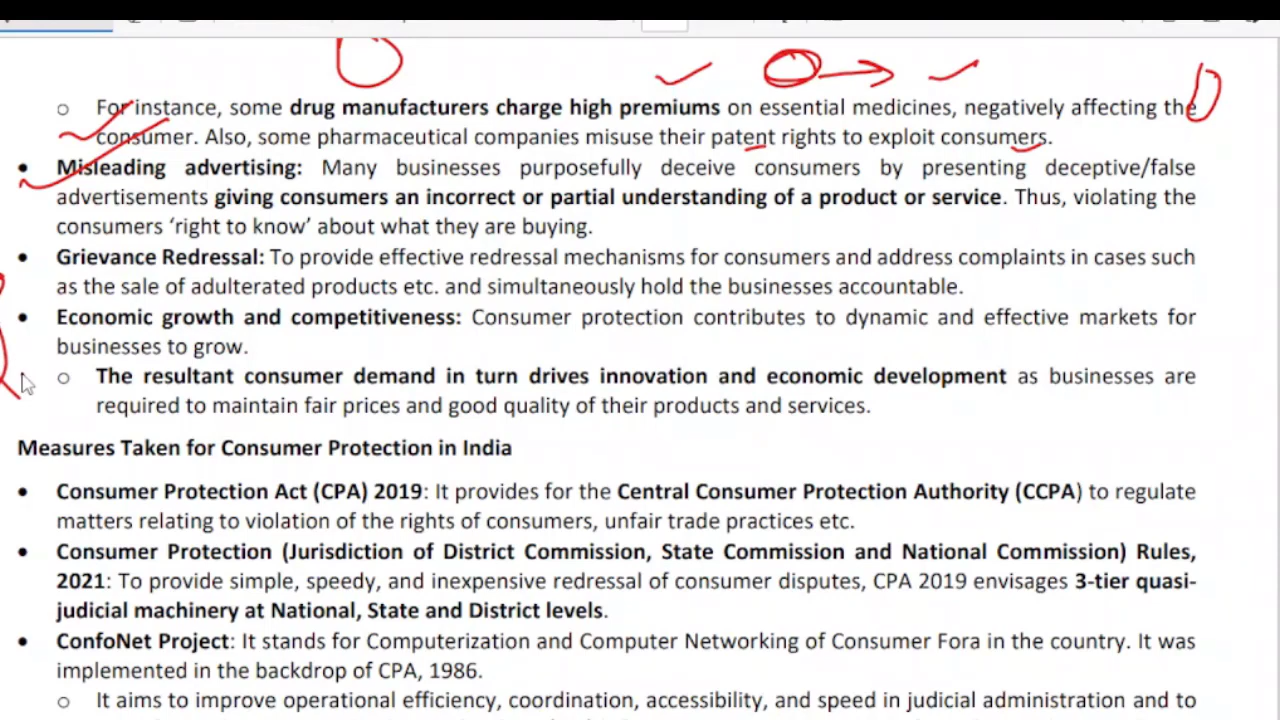 ○ For instance, some drug manufacturers charge high premiums on essential medicines, negatively affecting the
consumer. Also, some pharmaceutical companies misuse their patent rights to exploit consumers.
• Misleading advertising: Many businesses purposefully deceive consumers by presenting deceptive/false
advertisements giving consumers an incorrect or partial understanding of a product or service. Thus, violating the
consumers ‘right to know’ about what they are buying.
• Grievance Redressal: To provide effective redressal mechanisms for consumers and address complaints in cases such
as the sale of adulterated products etc. and simultaneously hold the businesses accountable.
• Economic growth and competitiveness: Consumer protection contributes to dynamic and effective markets for
businesses to grow.
○ The resultant consumer demand in turn drives innovation and economic development as businesses are
required to maintain fair prices and good quality of their products and services.
Measures Taken for Consumer Protection in India
• Consumer Protection Act (CPA) 2019: It provides for the Central Consumer Protection Authority (CCPA) to regulate
matters relating to violation of the rights of consumers, unfair trade practices etc.
• Consumer Protection (Jurisdiction of District Commission, State Commission and National Commission) Rules,
2021: To provide simple, speedy, and inexpensive redressal of consumer disputes, CPA 2019 envisages 3-tier quasi-
judicial machinery at National, State and District levels.
• ConfoNet Project: It stands for Computerization and Computer Networking of Consumer Fora in the country. It was
implemented in the backdrop of CPA, 1986.
○ It aims to improve operational efficiency, coordination, accessibility, and speed in judicial administration and to